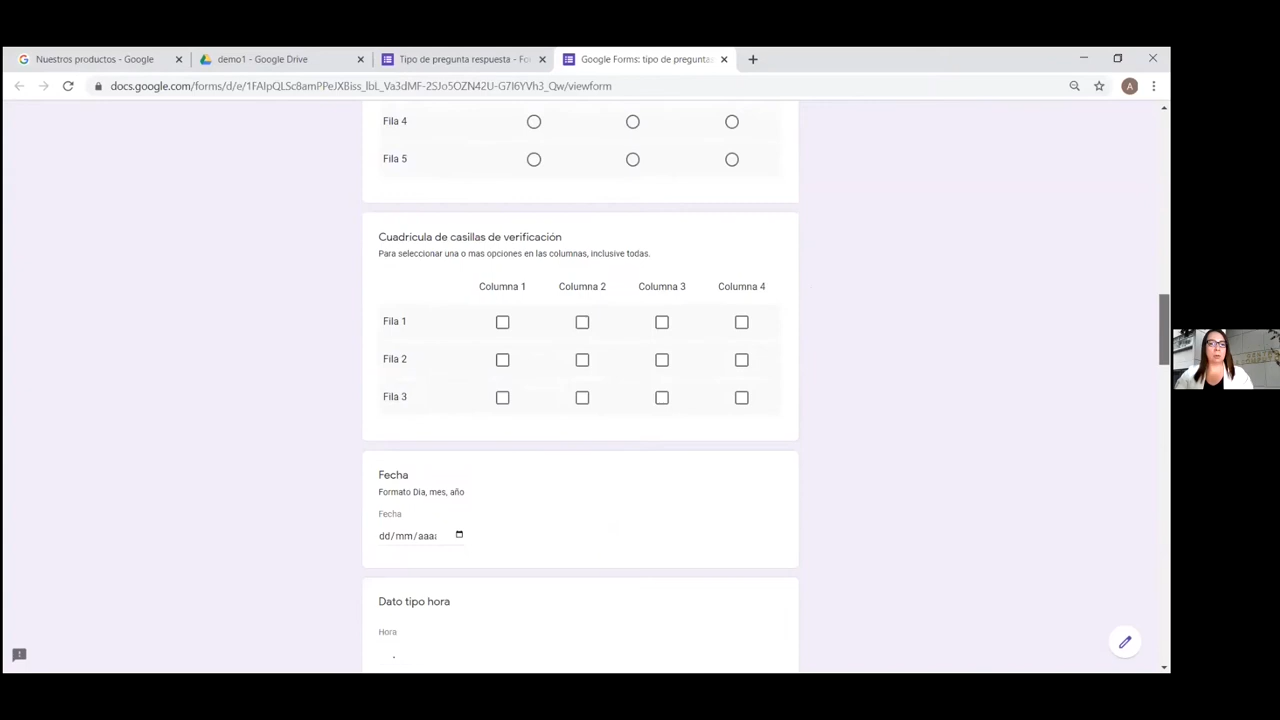 Nuestros productos - Google
demo1 - Google Drive
Tipo de pregunta respuesta - Fo
Google Forms: tipo de preguntas
docs.google.com/forms/d/e/1FAIpQLSc8amPPeJXBiss_lbL_Va3dMF-2SJo5OZN42U-G7I6YVh3_Qw/viewform
A
Fila 4
Fila 5
Cuadricula de casillas de verificación
Para seleccionar una o mas opciones en las columnas, inclusive todas.
Columna 1 Columna 2 Columna 3 Columna 4
Fila 1
Fila 2
Fila 3
Fecha
Formato Dia, mes, año
Fecha
dd/mm/aaa
Dato tipo hora
Hora